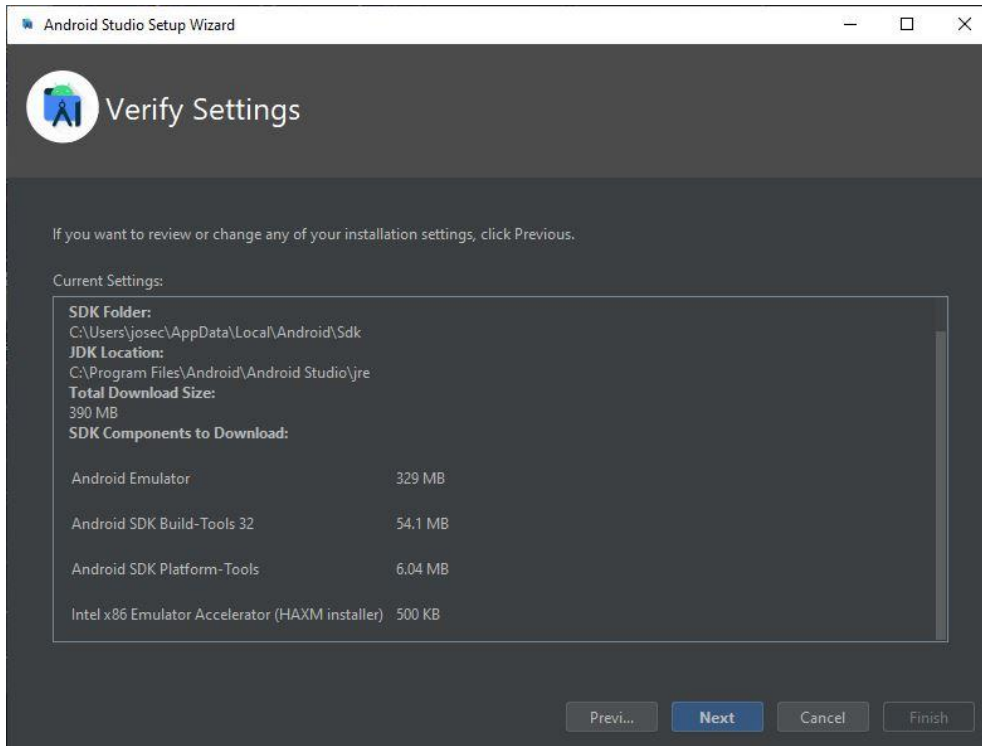 Android Studio Setup Wizard
Verify Settings
If you want to review or change any of your installation settings, click Previous.
Current Settings:
SDK Folder:
C:\Users\josec\AppData\Local\Android\Sdk
JDK Location:
C:\Program Files\Android\Android Studio\jre
Total Download Size:
390 MB
SDK Components to Download:
Android Emulator 329 MB
Android SDK Build-Tools 32 54.1 MB
Android SDK Platform-Tools 6.04 MB
Intel x86 Emulator Accelerator (HAXM installer) 500 KB
Previ... Next Cancel Finish